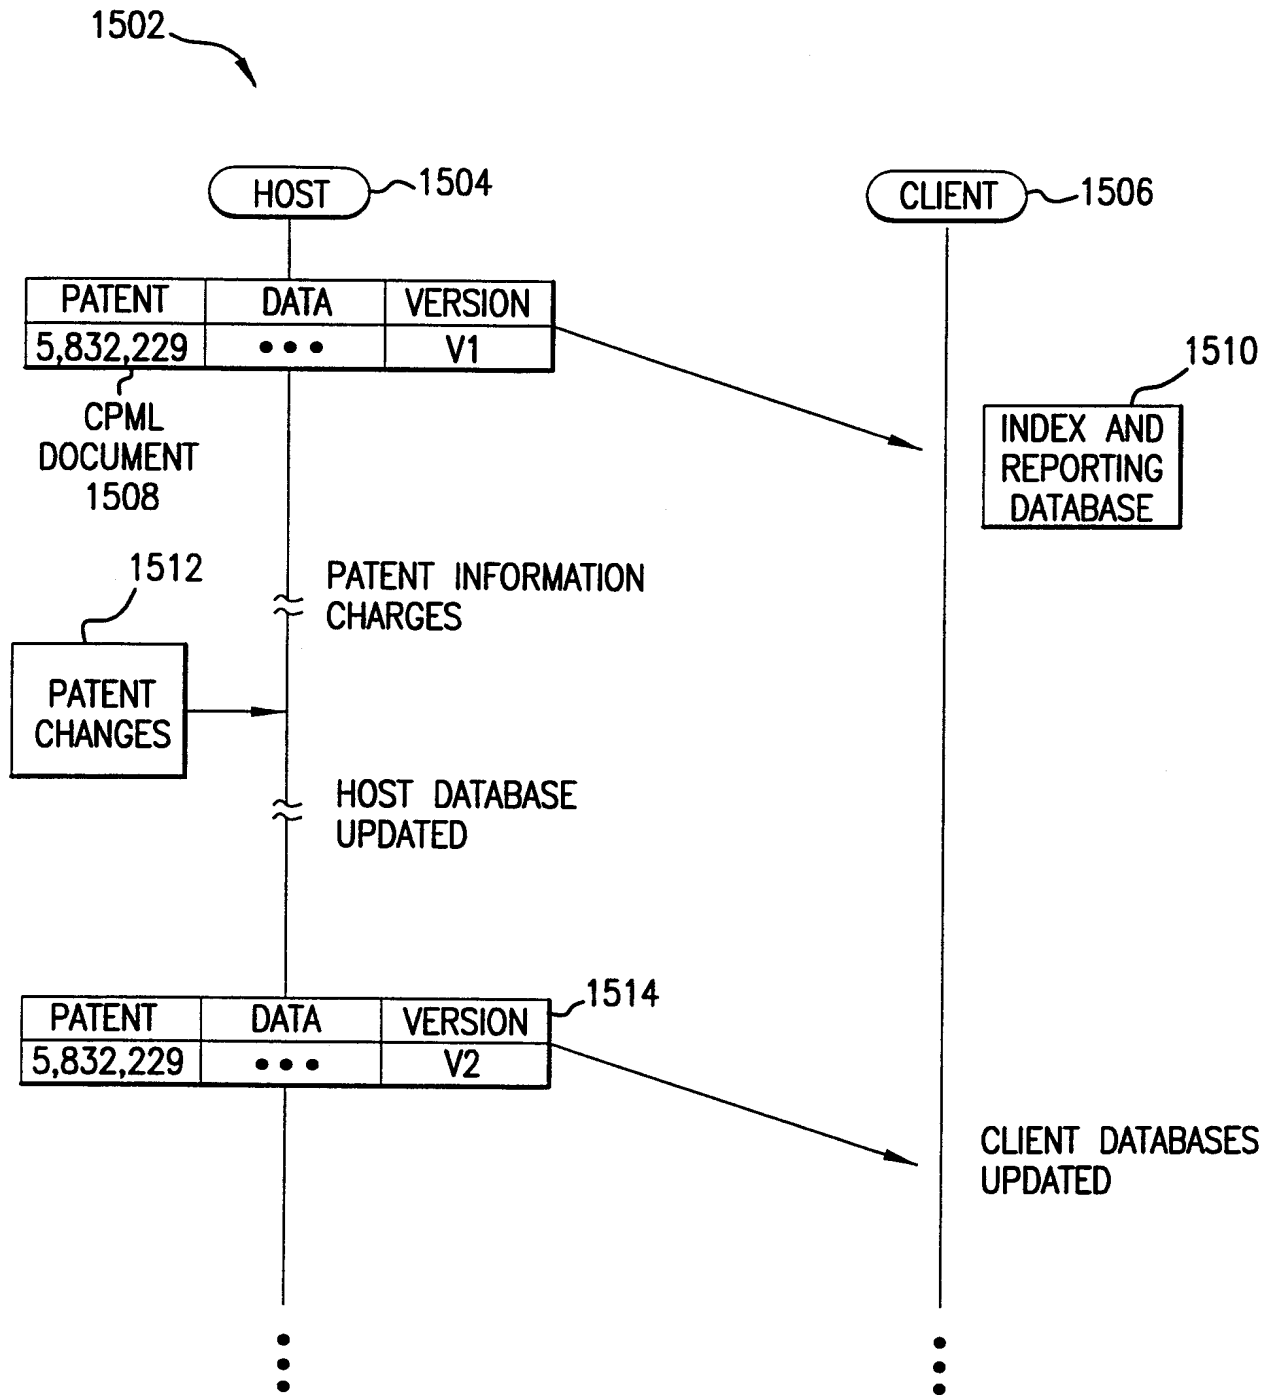 1502
HOST
1504
CLIENT
1506
PATENT DATA VERSION
5,832,229 ••• V1
CPML
DOCUMENT
1508
1510
INDEX AND
REPORTING
DATABASE
PATENT INFORMATION
CHARGES
1512
PATENT
CHANGES
HOST DATABASE
UPDATED
1514
PATENT DATA VERSION
5,832,229 ••• V2
CLIENT DATABASES
UPDATED